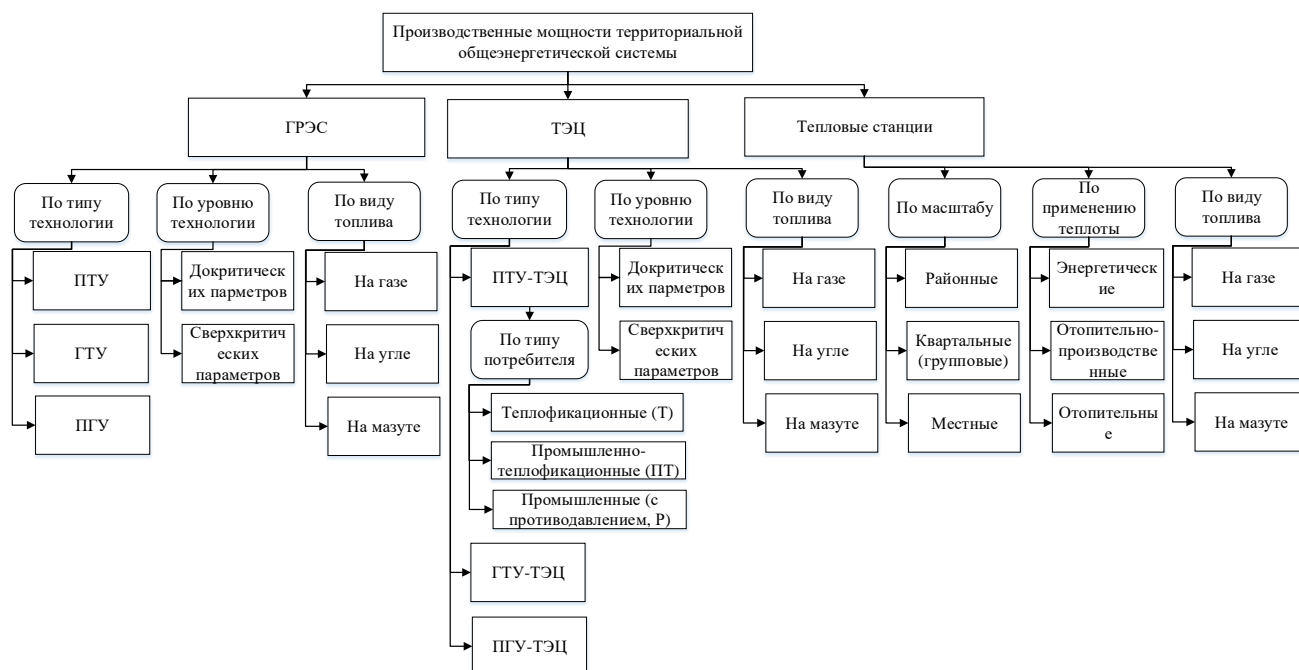 Производственные мощности территориальной
общеэнергетической системы
ГРЭС
ТЭЦ
Тепловые станции
По типу
технологии
По уровню
технологии
По виду
топлива
По типу
технологии
По уровню
технологии
По виду
топлива
По масштабу
По
применению
теплоты
По виду
топлива
ПТУ
ГТУ
ПГУ
Докритическ
их парметров
Сверхкритич
еских
параметров
На газе
На угле
На мазуте
ПТУ-ТЭЦ
По типу
потребителя
Теплофикационные (Т)
Промышленно-
теплофикационные (ПТ)
Промышленные (с
противодавлением, Р)
ГТУ-ТЭЦ
ПГУ-ТЭЦ
Докритическ
их парметров
Сверхкритич
еских
параметров
На газе
На угле
На мазуте
Районные
Квартальные
(групповые)
Местные
Энергетическ
ие
Отопительно-
производстве
нные
Отопительны
е
На газе
На угле
На мазуте